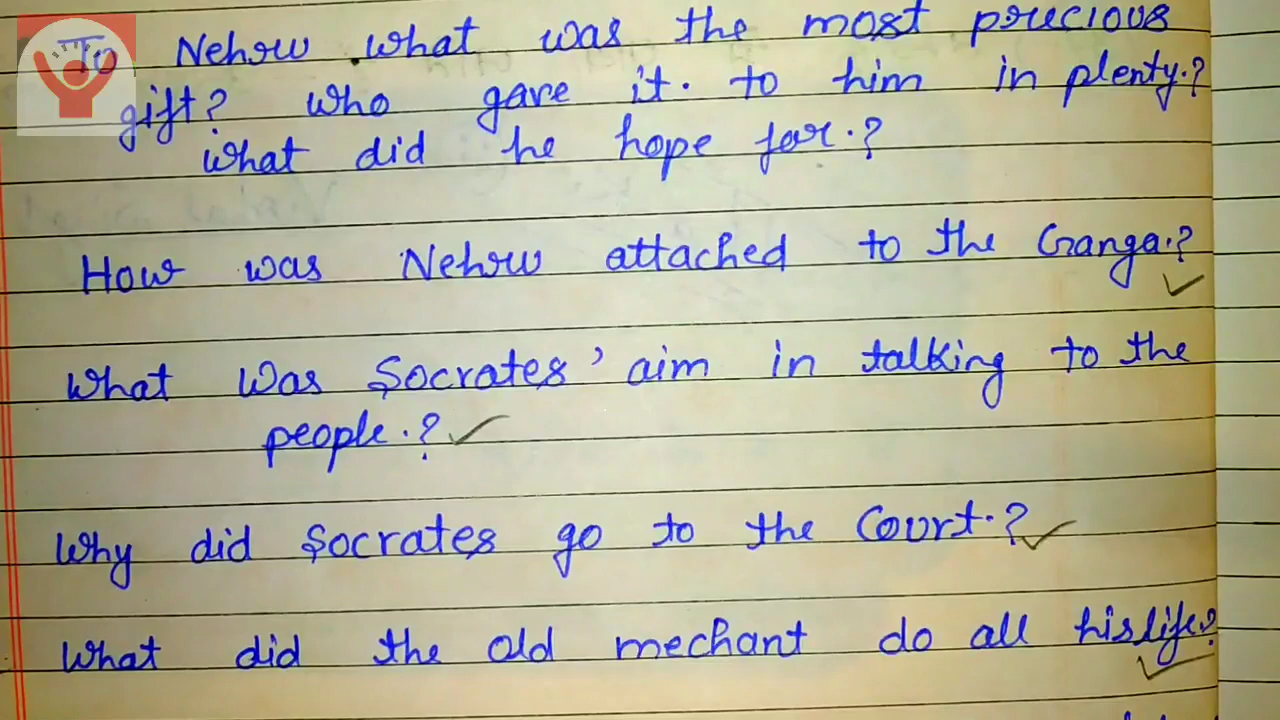 To Nehru what was the most precious
gift? who gave it. to him in plenty.?
what did he hope for.?
How was Nehru attached to the Ganga.?
What was Socrates' aim in talking to the
people.?
Why did Socrates go to the Court.?
What did the old mechant do all his life.?